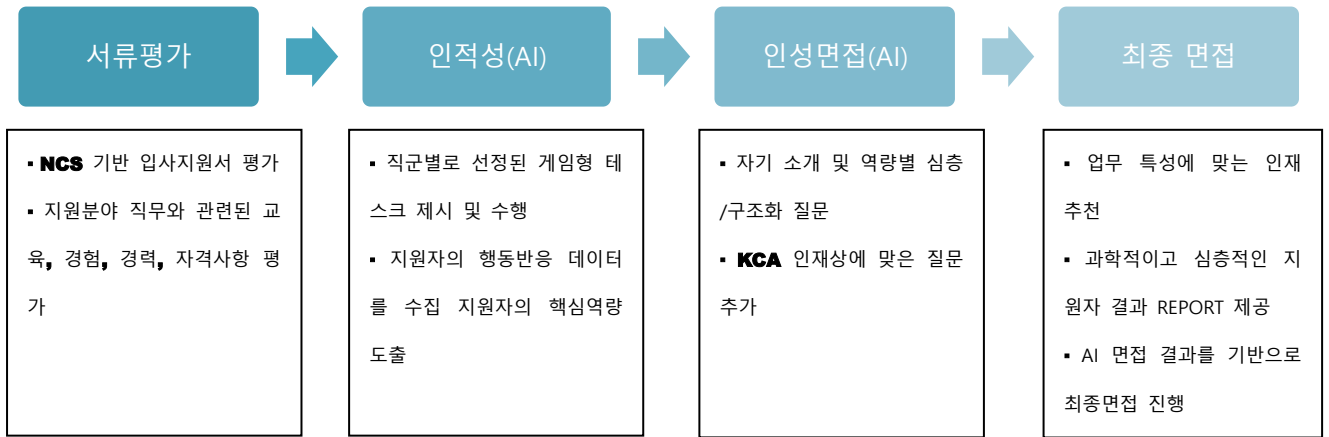 서류평가
인적성(AI)
인성면접(AI)
최종 면접
▪ NCS 기반 입사지원서 평가
▪ 지원분야 직무와 관련된 교
육, 경험, 경력, 자격사항 평
가
▪ 직군별로 선정된 게임형 테
스크 제시 및 수행
▪ 지원자의 행동반응 데이터
를 수집 지원자의 핵심역량
도출
▪ 자기 소개 및 역량별 심층
/구조화 질문
▪ KCA 인재상에 맞은 질문
추가
▪ 업무 특성에 맞는 인재
추천
▪ 과학적이고 심층적인 지
원자 결과 REPORT 제공
▪ AI 면접 결과를 기반으로
최종면접 진행